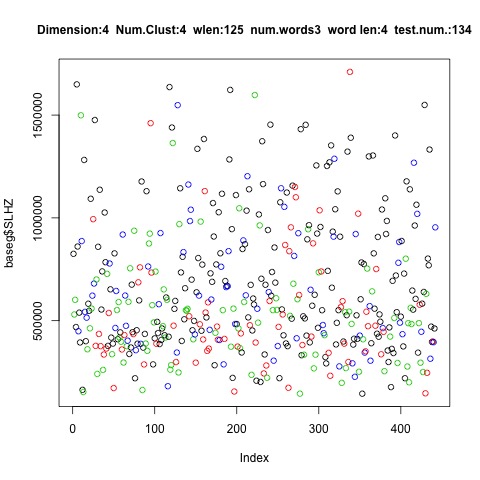 Dimension:4 Num.Clust:4 wlen:125 num.words3 word len:4 test.num.:134
baseg$SLHZ
1500000
1000000
500000
0 100 200 300 400
Index